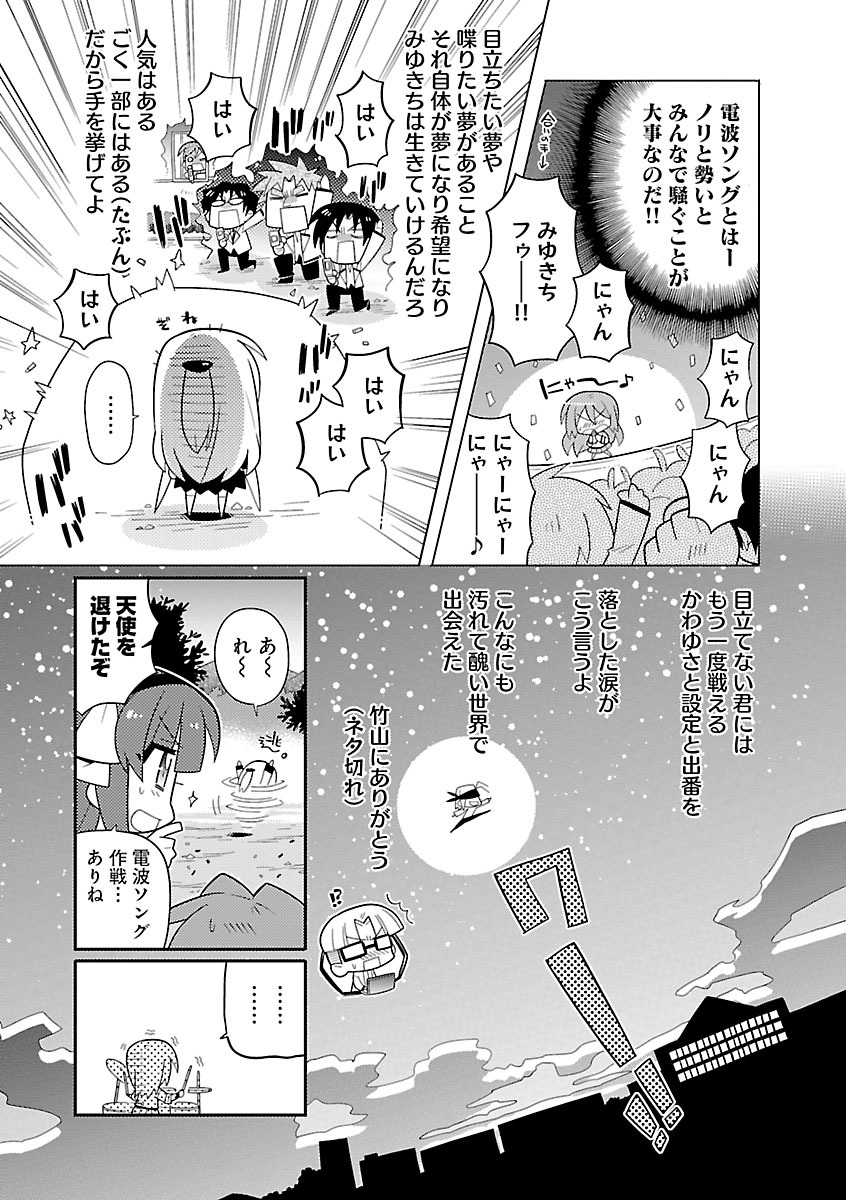 電波ソングとはー
ノリと勢いと
みんなで騒ぐことが
大事なのだ!!
合いの手→
みゆきち
フゥ――!!
にゃん
にゃん
にゃん
にゃ〜〜♪
にゃーにゃー
にゃ――♪
目立ちたい夢や
喋りたい夢があること
それ自体が夢になり希望になり
みゆきちは生きていけるんだろ
はい
はい
はい
人気はある
ごく一部にはある(たぶん)
だから手を挙げてよ
はい
はい
はい
はい
ぞね
……
目立てない君には
もう一度戦える
かわゆさと設定と出番を
落とした涙が
こう言うよ
こんなにも
汚れて醜い世界で
出会えた
竹山にありがとう
(ネタ切れ)
!?
あ〜
れ〜
逃
天使を
退けたぞ
電波ソング
作戦…
ありね
……